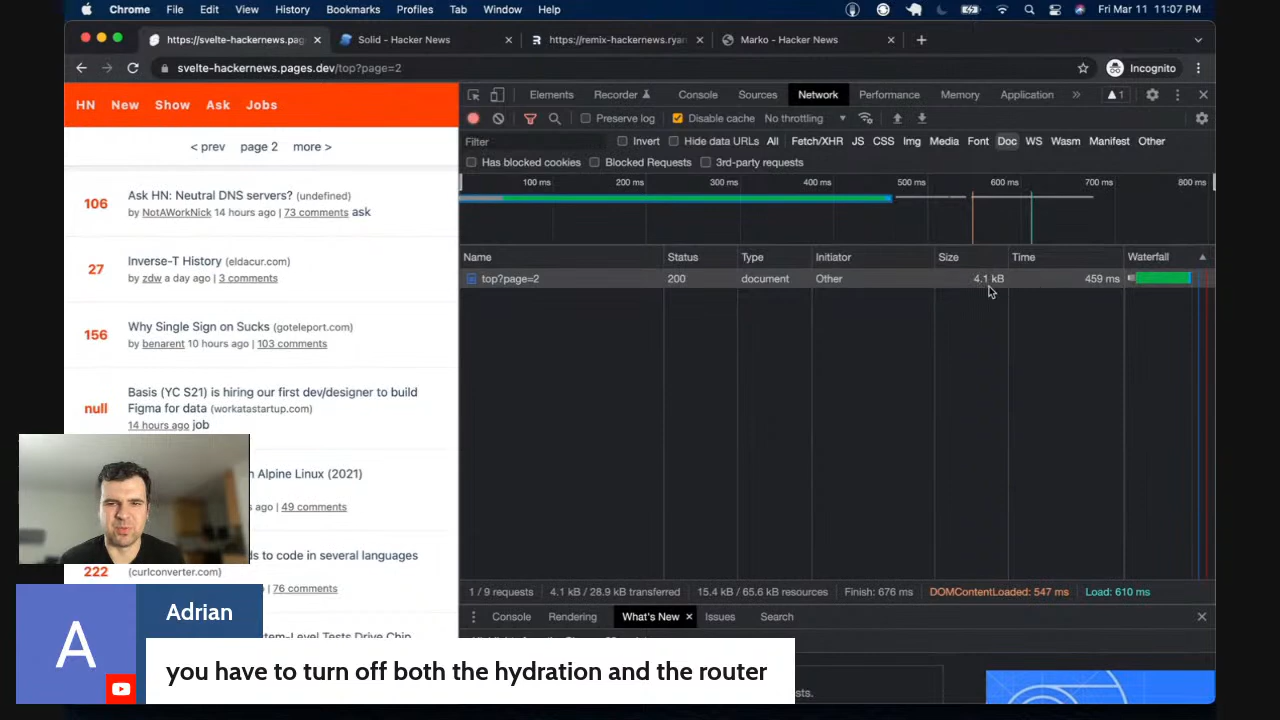 Chrome File Edit View History Bookmarks Profiles Tab Window Help Fri Mar 11 11:07 PM
https://svelte-hackernews.pag × Solid - Hacker News × https://remix-hackernews.ryan × Marko - Hacker News × +
svelte-hackernews.pages.dev/top?page=2 Incognito
HN New Show Ask Jobs
< prev page 2 more >
106 Ask HN: Neutral DNS servers? (undefined)
by NotAWorkNick 14 hours ago | 73 comments ask
27 Inverse-T History (eldacur.com)
by zdw a day ago | 3 comments
156 Why Single Sign on Sucks (goteleport.com)
by benarent 10 hours ago | 103 comments
null Basis (YC S21) is hiring our first dev/designer to build
Figma for data (workatastartup.com)
14 hours ago job
Alpine Linux (2021)
ago | 49 comments
to code in several languages
222 (curlconverter.com)
| 76 comments
tem-Level Tests Drive Chip
Elements Recorder Console Sources Network Performance Memory Application » 1
Preserve log Disable cache No throttling
Filter Invert Hide data URLs All Fetch/XHR JS CSS Img Media Font Doc WS Wasm Manifest Other
Has blocked cookies Blocked Requests 3rd-party requests
100 ms 200 ms 300 ms 400 ms 500 ms 600 ms 700 ms 800 ms
Name Status Type Initiator Size Time Waterfall
top?page=2 200 document Other 4.1 kB 459 ms
1 / 9 requests 4.1 kB / 28.9 kB transferred 15.4 kB / 65.6 kB resources Finish: 676 ms DOMContentLoaded: 547 ms Load: 610 ms
Console Rendering What's New × Issues Search
sts.
A
Adrian
you have to turn off both the hydration and the router